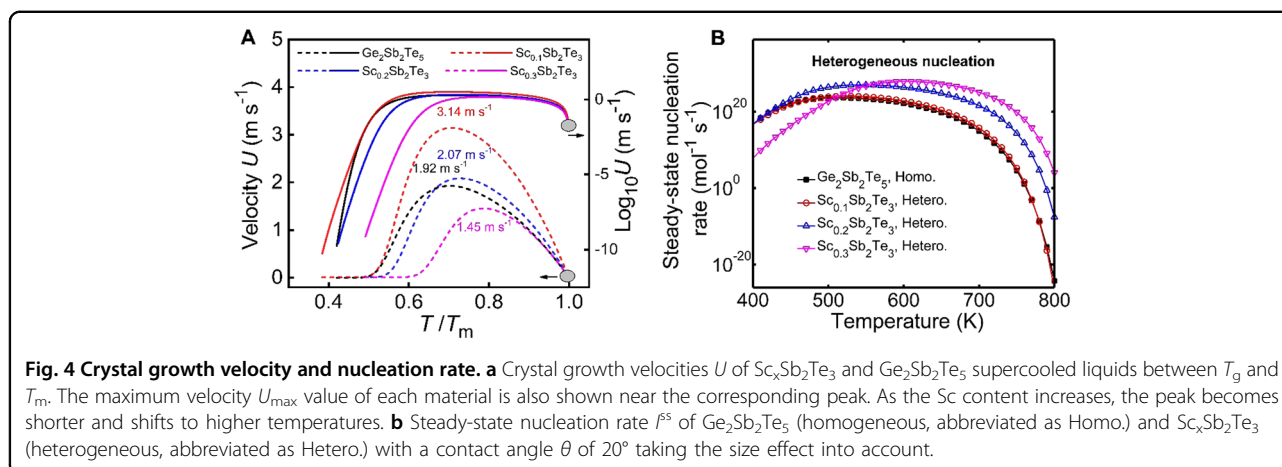 A
5
4
3
2
1
0
Velocity U (m s⁻¹)
Ge₂Sb₂Te₅
Sc₀.₁Sb₂Te₃
Sc₀.₂Sb₂Te₃
Sc₀.₃Sb₂Te₃
3.14 m s⁻¹
2.07 m s⁻¹
1.92 m s⁻¹
1.45 m s⁻¹
0
-5
-10
Log₁₀U (m s⁻¹)
0.4 0.6 0.8 1.0
T/Tₘ
B
Heterogeneous nucleation
10²⁰
10⁰
10⁻²⁰
Steady-state nucleation
rate (mol⁻¹ s⁻¹)
Ge₂Sb₂Te₅, Homo.
Sc₀.₁Sb₂Te₃, Hetero.
Sc₀.₂Sb₂Te₃, Hetero.
Sc₀.₃Sb₂Te₃, Hetero.
400 500 600 700 800
Temperature (K)
Fig. 4 Crystal growth velocity and nucleation rate. a Crystal growth velocities U of ScₓSb₂Te₃ and Ge₂Sb₂Te₅ supercooled liquids between T_g and
Tₘ. The maximum velocity Uₘₐₓ value of each material is also shown near the corresponding peak. As the Sc content increases, the peak becomes
shorter and shifts to higher temperatures. b Steady-state nucleation rate Iˢˢ of Ge₂Sb₂Te₅ (homogeneous, abbreviated as Homo.) and ScₓSb₂Te₃
(heterogeneous, abbreviated as Hetero.) with a contact angle θ of 20° taking the size effect into account.